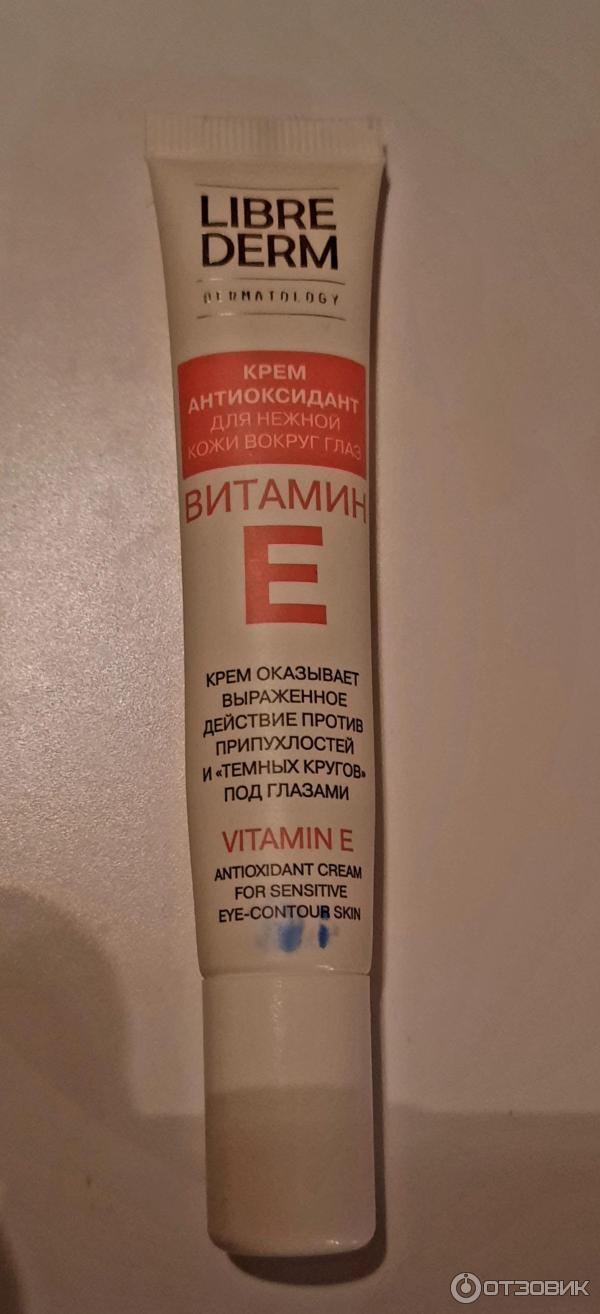 LIBRE
DERM
DERMATOLOGY
КРЕМ
АНТИОКСИДАНТ
ДЛЯ НЕЖНОЙ
КОЖИ ВОКРУГ ГЛАЗ
ВИТАМИН
E
КРЕМ ОКАЗЫВАЕТ
ВЫРАЖЕННОЕ
ДЕЙСТВИЕ ПРОТИВ
ПРИПУХЛОСТЕЙ
И «ТЕМНЫХ КРУГОВ»
ПОД ГЛАЗАМИ
VITAMIN E
ANTIOXIDANT CREAM
FOR SENSITIVE
EYE-CONTOUR SKIN
ОТЗОВИК